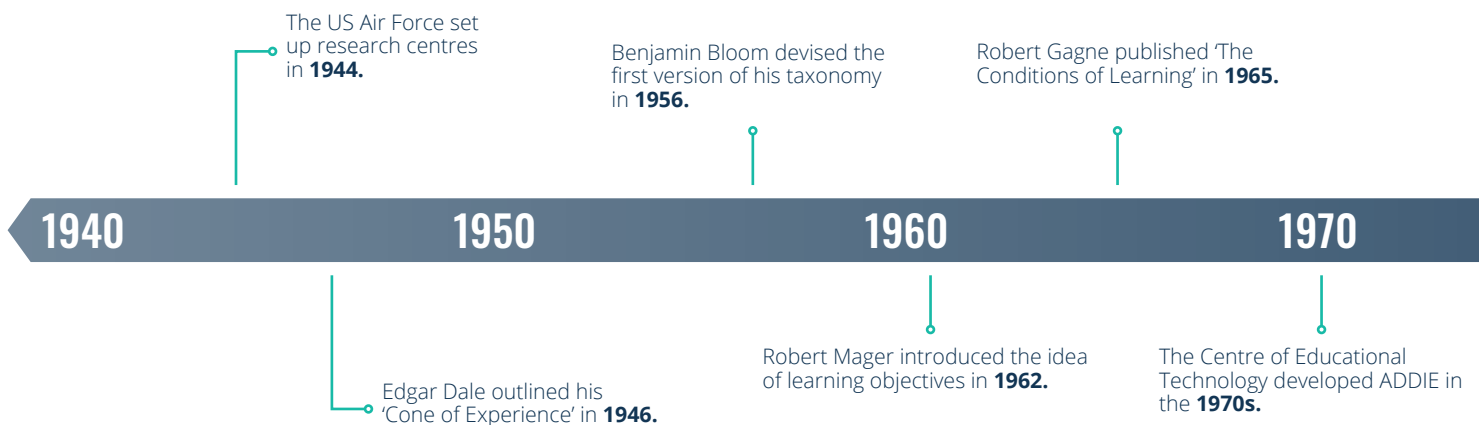 The US Air Force set
up research centres
in 1944.
Benjamin Bloom devised the
first version of his taxonomy
in 1956.
Robert Gagne published ‘The
Conditions of Learning’ in 1965.
1940
1950
1960
1970
Edgar Dale outlined his
‘Cone of Experience’ in 1946.
Robert Mager introduced the idea
of learning objectives in 1962.
The Centre of Educational
Technology developed ADDIE in
the 1970s.